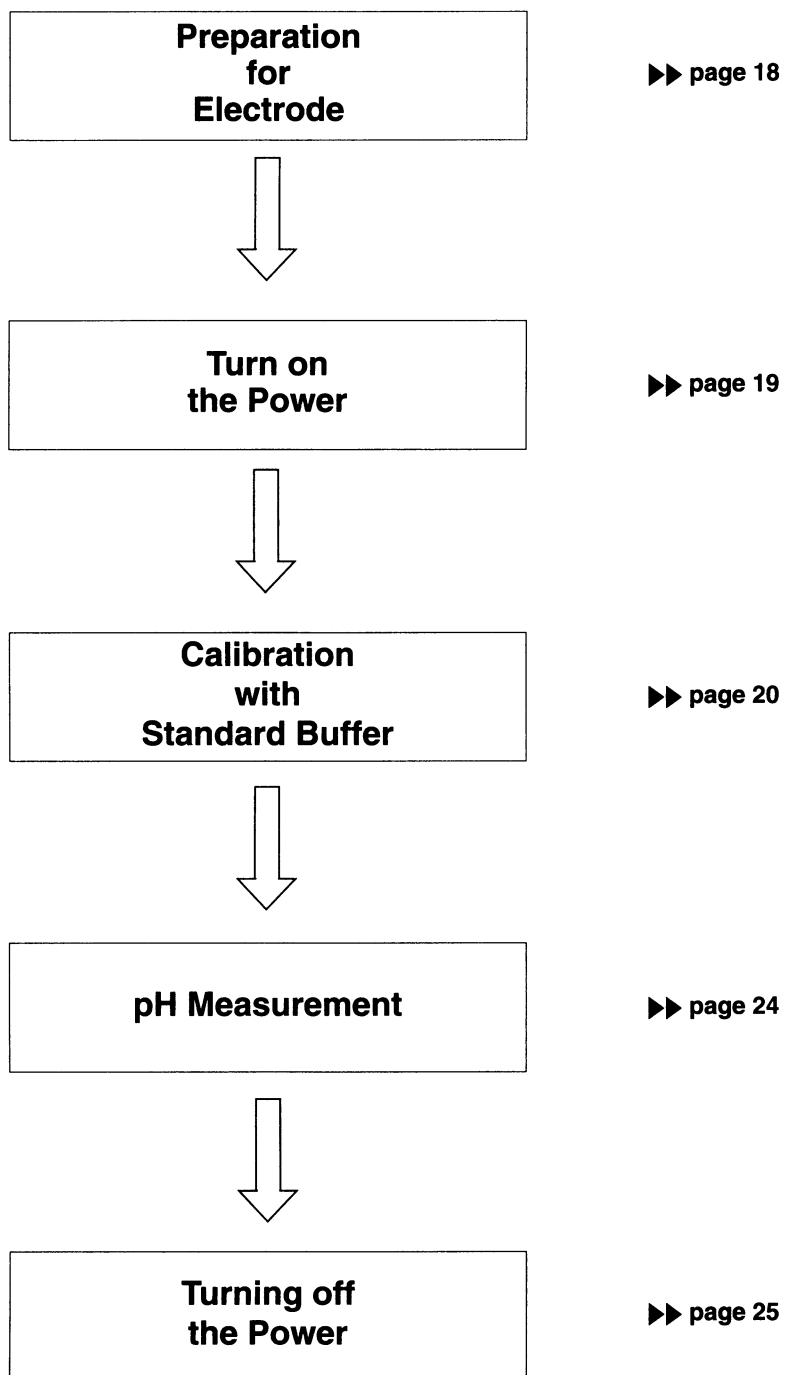 Preparation
for
Electrode
▶▶ page 18
Turn on
the Power
▶▶ page 19
Calibration
with
Standard Buffer
▶▶ page 20
pH Measurement
▶▶ page 24
Turning off
the Power
▶▶ page 25